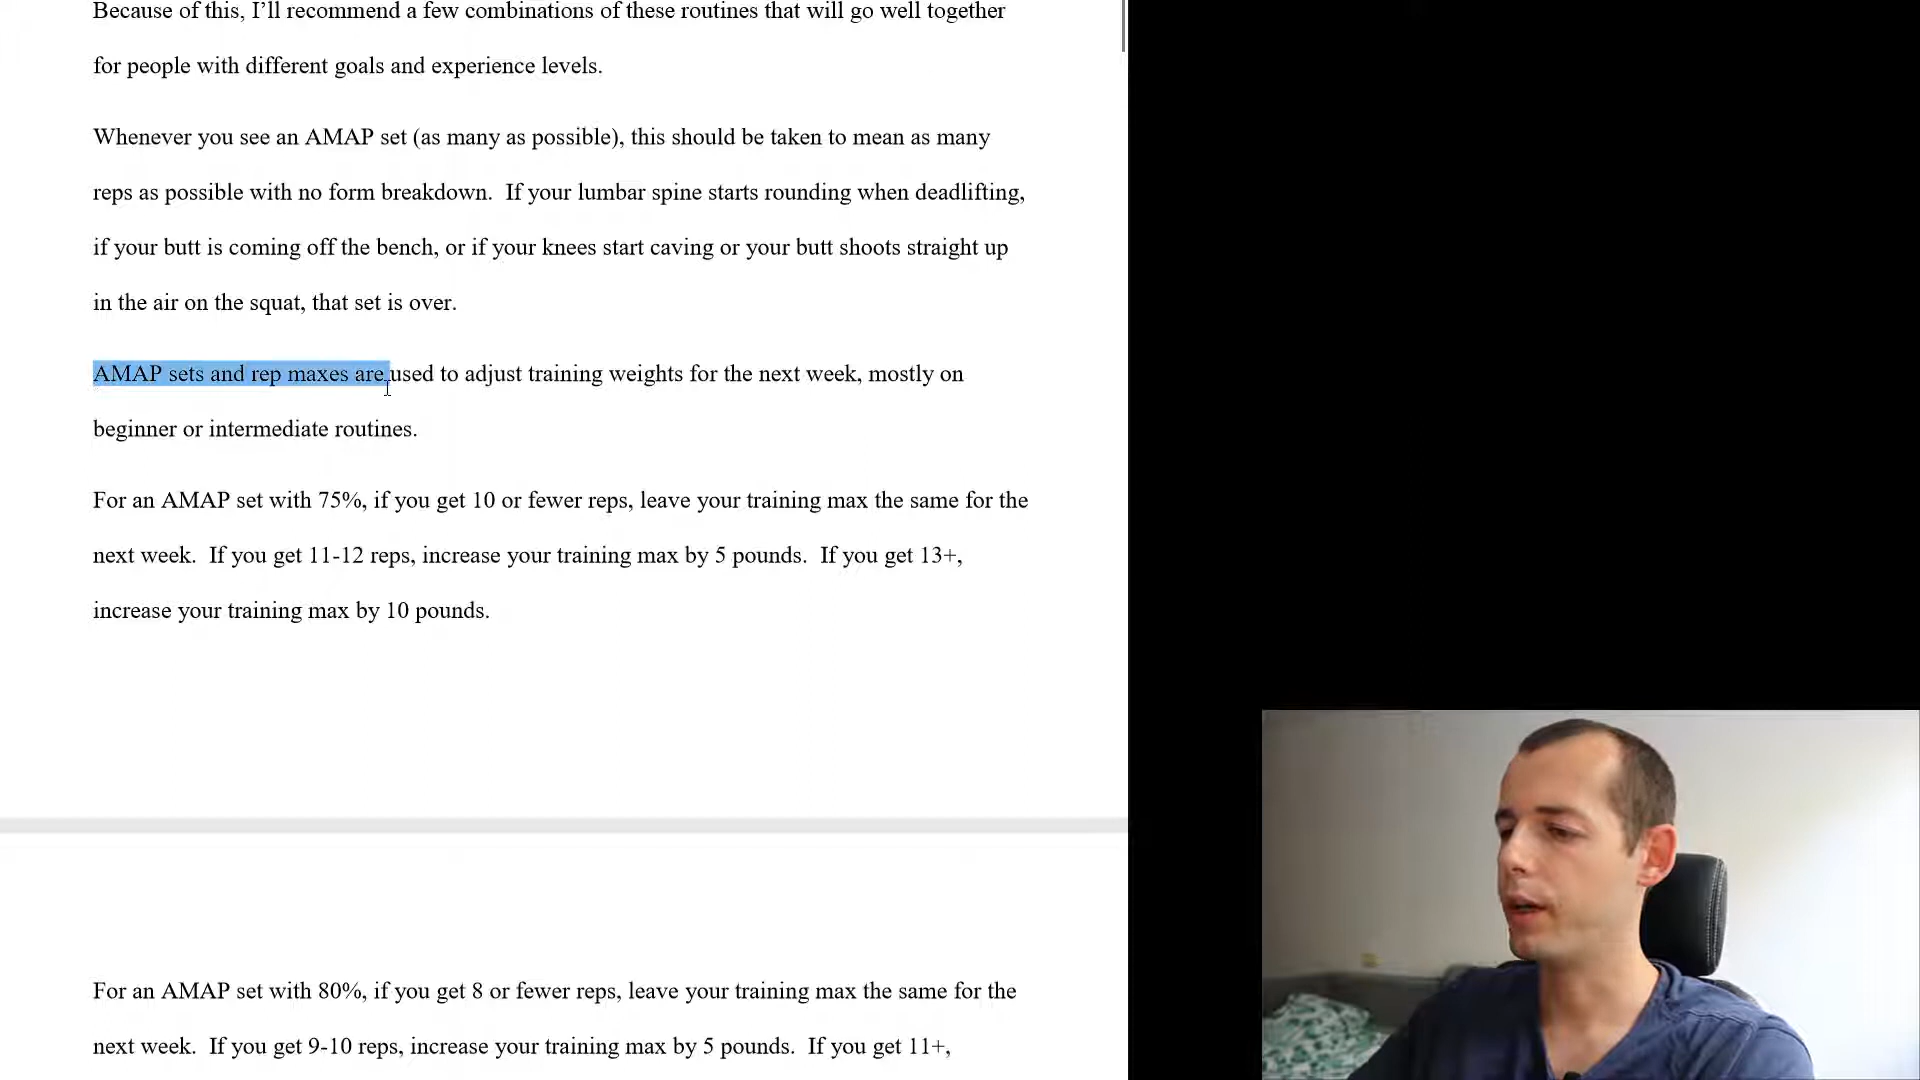 Because of this, I’ll recommend a few combinations of these routines that will go well together
for people with different goals and experience levels.
Whenever you see an AMAP set (as many as possible), this should be taken to mean as many
reps as possible with no form breakdown.  If your lumbar spine starts rounding when deadlifting,
if your butt is coming off the bench, or if your knees start caving or your butt shoots straight up
in the air on the squat, that set is over.
AMAP sets and rep maxes are used to adjust training weights for the next week, mostly on
beginner or intermediate routines.
For an AMAP set with 75%, if you get 10 or fewer reps, leave your training max the same for the
next week.  If you get 11-12 reps, increase your training max by 5 pounds.  If you get 13+,
increase your training max by 10 pounds.
For an AMAP set with 80%, if you get 8 or fewer reps, leave your training max the same for the
next week.  If you get 9-10 reps, increase your training max by 5 pounds.  If you get 11+,